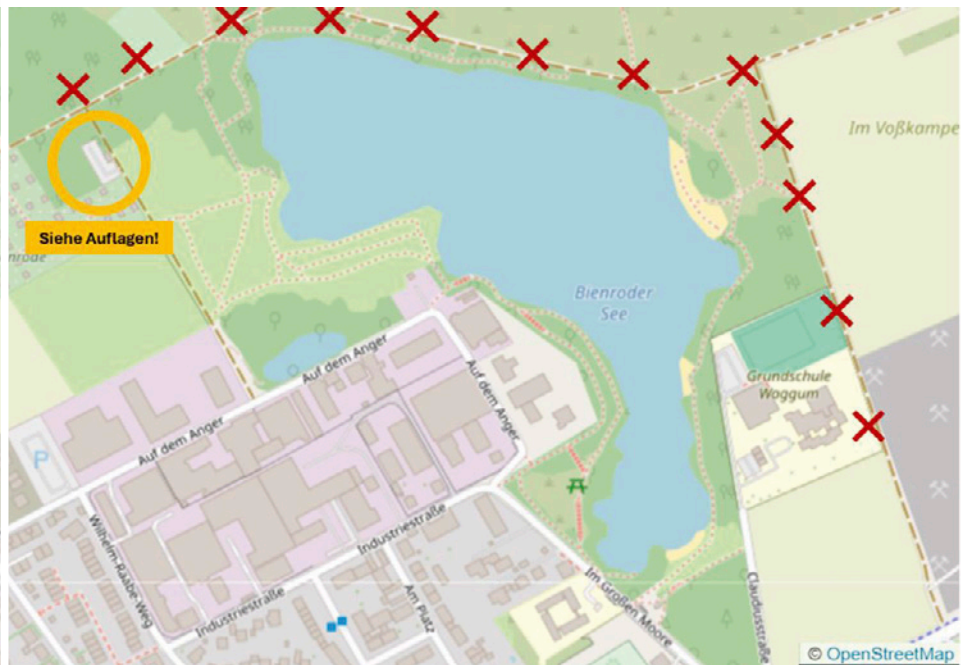 Im Voßkampe
Siehe Auflagen!
nrode
Bienroder
See
Auf dem Anger
Auf dem Anger
Auf dem Anger
Grundschule
Waggum
P
Wilhelm-Raabe-Weg
Industriestraße
Industriestraße
Am Platz
Im Großen Moore
Claudiusstraße
© OpenStreetMap